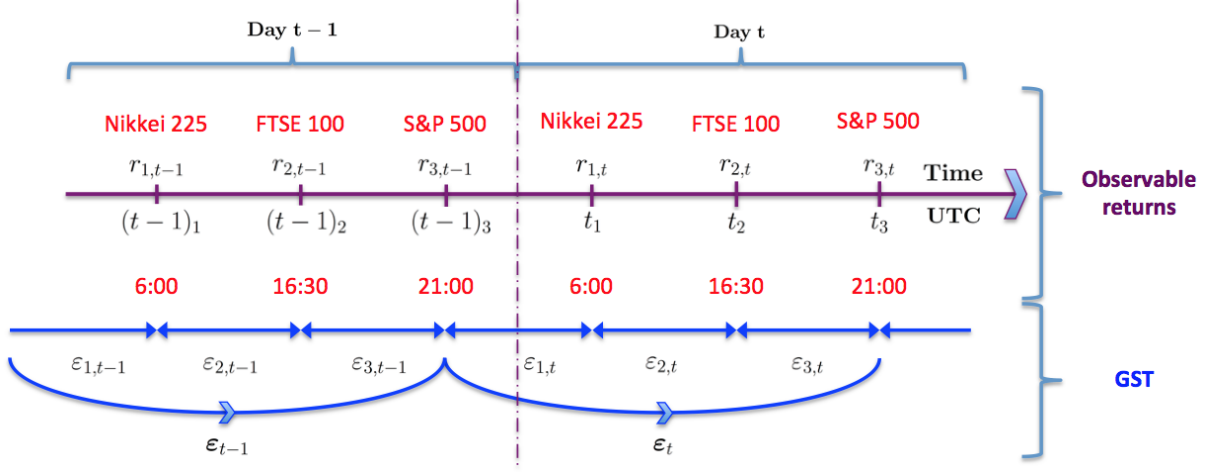 Day t − 1 Day t
Nikkei 225 FTSE 100 S&P 500 Nikkei 225 FTSE 100 S&P 500
r₁,t−1 r₂,t−1 r₃,t−1 r₁,t r₂,t r₃,t Time
(t − 1)₁ (t − 1)₂ (t − 1)₃ t₁ t₂ t₃ UTC
Observable
returns
6:00 16:30 21:00 6:00 16:30 21:00
ε₁,t−1 ε₂,t−1 ε₃,t−1 ε₁,t ε₂,t ε₃,t
GST
εt−1 εt